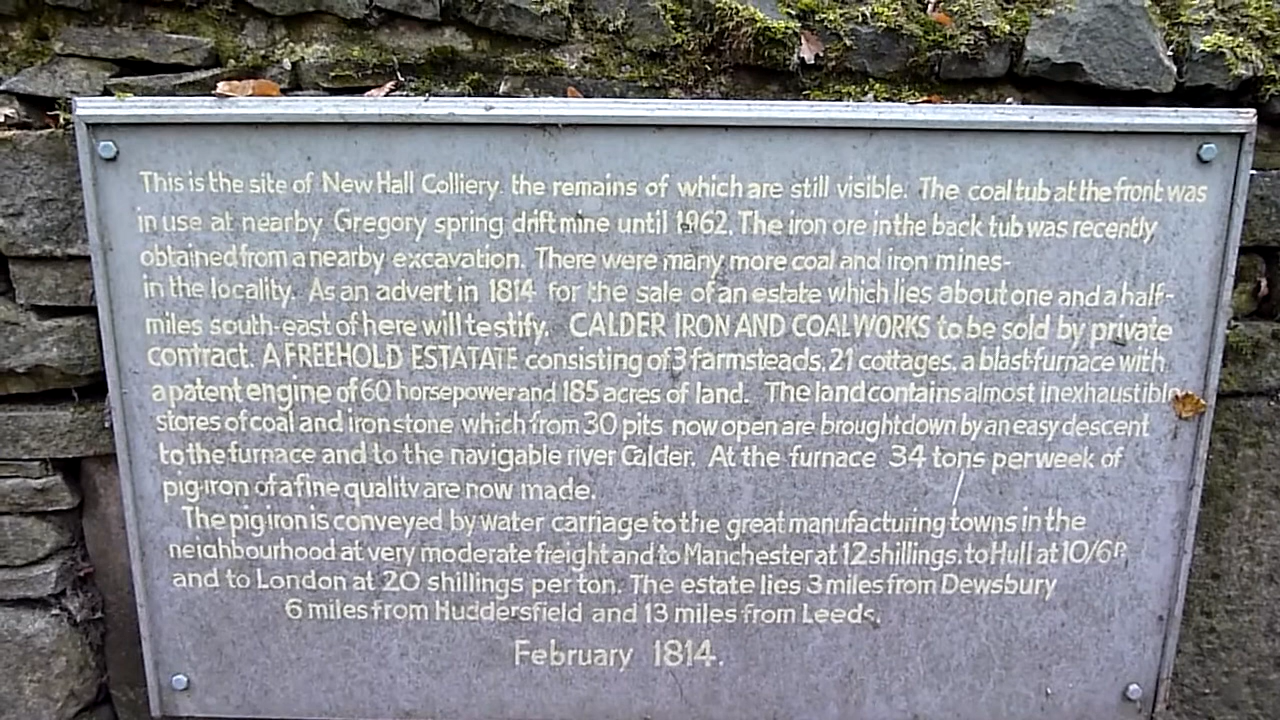 This is the site of New Hall Colliery. the remains of which are still visible. The coal tub at the front was
in use at nearby Gregory spring drift mine until 1962. The iron ore in the back tub was recently
obtained from a nearby excavation. There were many more coal and iron mines-
in the locality. As an advert in 1814 for the sale of an estate which lies about one and a half-
miles south-east of here will testify. CALDER IRON AND COALWORKS to be sold by private
contract. A FREEHOLD ESTATATE consisting of 3 farmsteads, 21 cottages, a blast-furnace with
a patent engine of 60 horsepower and 185 acres of land. The land contains almost inexhaustible
stores of coal and ironstone which from 30 pits now open are brought down by an easy descent
to the furnace and to the navigable river Calder. At the furnace 34 tons per week of
pig-iron of a fine quality are now made.
The pig iron is conveyed by water carriage to the great manufacturing towns in the
neighbourhood at very moderate freight and to Manchester at 12 shillings, to Hull at 10/6P
and to London at 20 shillings per ton. The estate lies 3 miles from Dewsbury
6 miles from Huddersfield and 13 miles from Leeds.
February 1814.